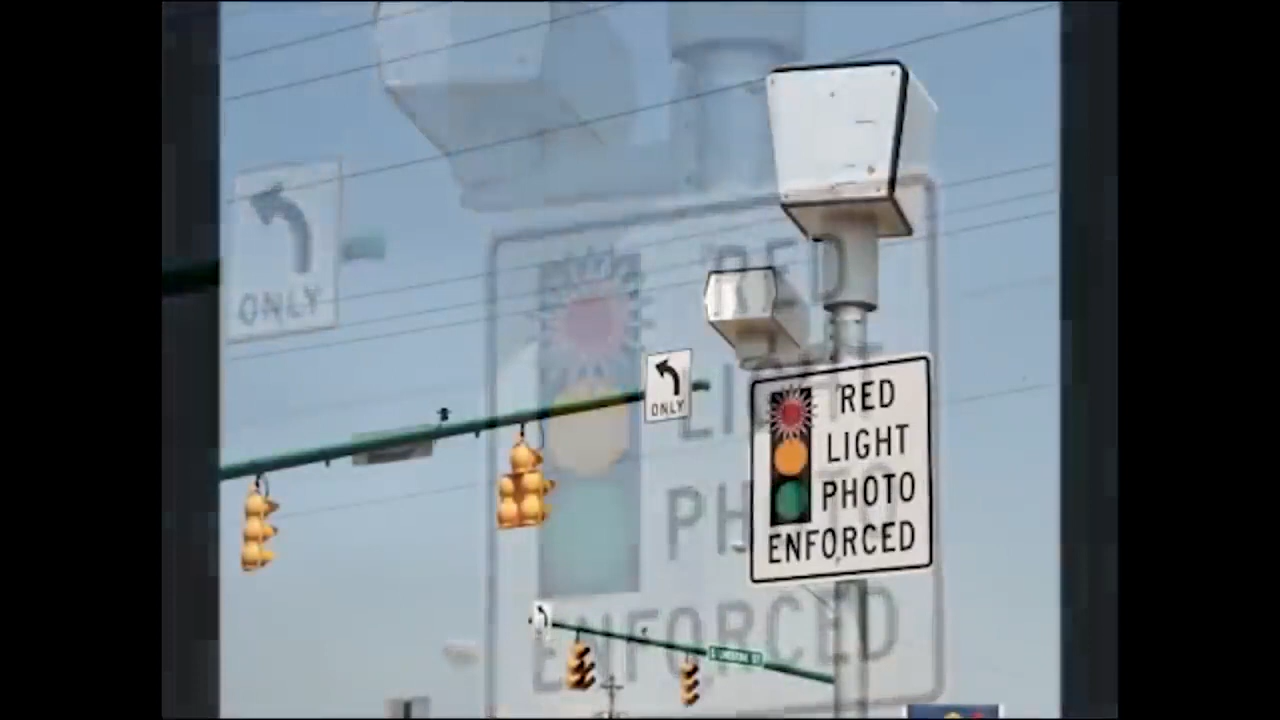 ONLY
RED
LIGHT
PHOTO
ENFORCED
ONLY
RED
LIGHT
PHOTO
ENFORCED